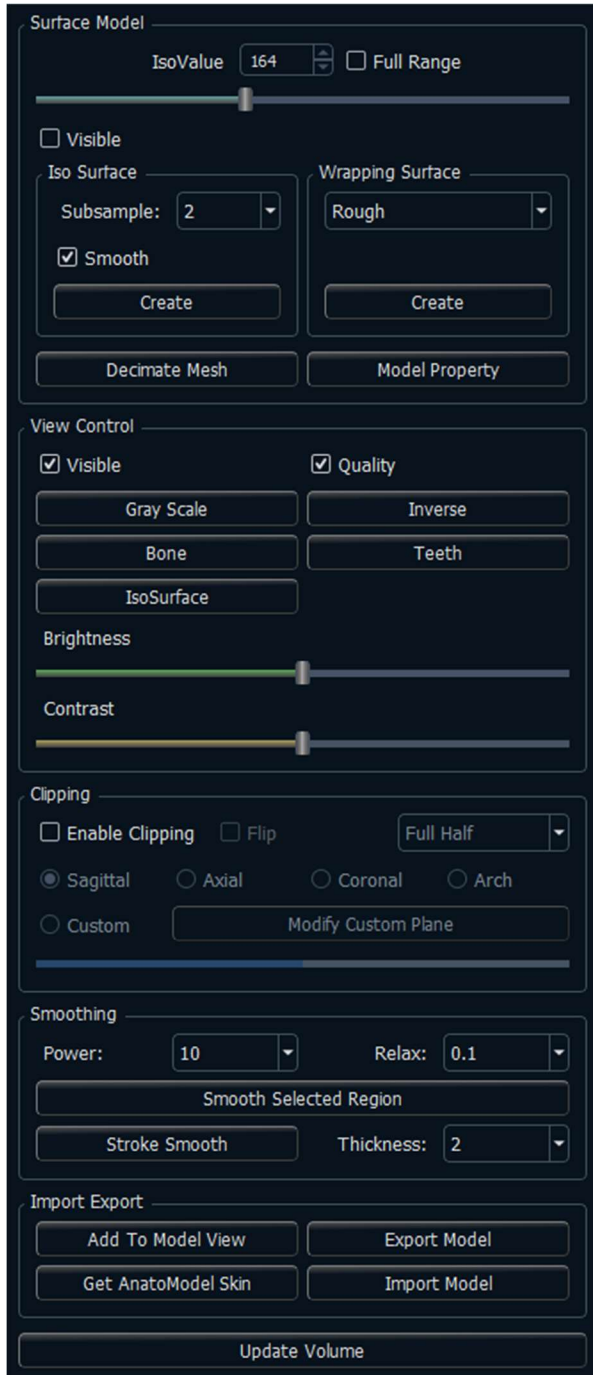 Surface Model
IsoValue 164 Full Range
Visible
Iso Surface
Subsample: 2
Smooth
Create
Wrapping Surface
Rough
Create
Decimate Mesh Model Property
View Control
Visible Quality
Gray Scale Inverse
Bone Teeth
IsoSurface
Brightness
Contrast
Clipping
Enable Clipping Flip Full Half
Sagittal Axial Coronal Arch
Custom Modify Custom Plane
Smoothing
Power: 10 Relax: 0.1
Smooth Selected Region
Stroke Smooth Thickness: 2
Import Export
Add To Model View Export Model
Get AnatoModel Skin Import Model
Update Volume